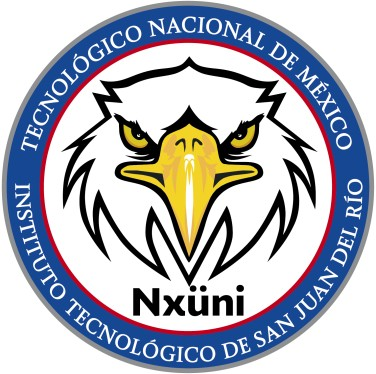 TECNOLÓGICO NACIONAL DE MÉXICO
Nxüni
INSTITUTO TECNOLÓGICO DE SAN JUAN DEL RÍO